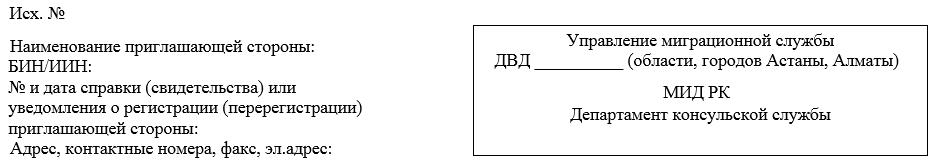 Исх. №
Наименование приглашающей стороны:
БИН/ИИН:
№ и дата справки (свидетельства) или
уведомления о регистрации (перерегистрации)
приглашающей стороны:
Адрес, контактные номера, факс, эл.адрес:
Управление миграционной службы
ДВД __________ (области, городов Астаны, Алматы)
МИД РК
Департамент консульской службы